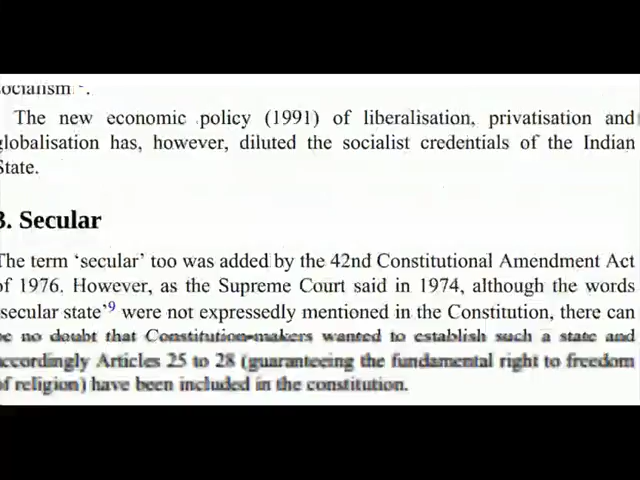 The new economic policy (1991) of liberalisation, privatisation and
globalisation has, however, diluted the socialist credentials of the Indian
State.
3. Secular
The term ‘secular’ too was added by the 42nd Constitutional Amendment Act
of 1976. However, as the Supreme Court said in 1974, although the words
secular state’9 were not expressedly mentioned in the Constitution, there can
be no doubt that Constitution-makers wanted to establish such a state and
accordingly Articles 25 to 28 (guaranteeing the fundamental right to freedom
of religion) have been included in the constitution.